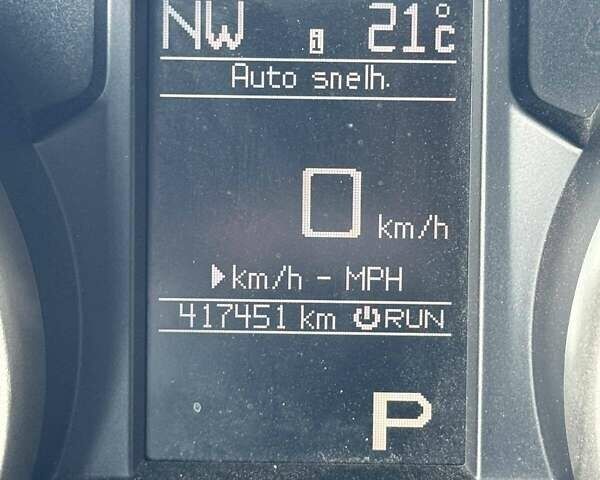 NW i 21°C
Auto snelh.
0 km/h
km/h - MPH
417451 km RUN
P